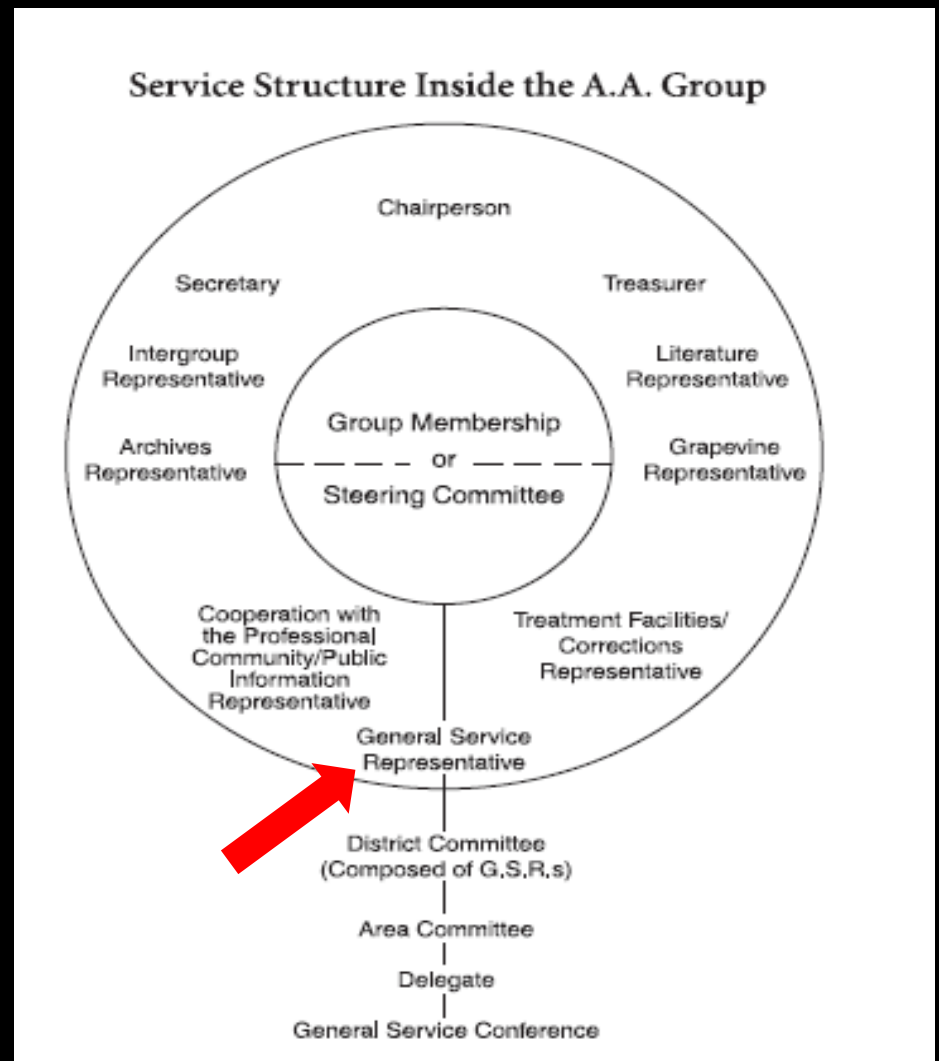 Service Structure Inside the A.A. Group
Chairperson
Secretary
Treasurer
Intergroup
Representative
Literature
Representative
Archives
Representative
Grapevine
Representative
Group Membership
or
Steering Committee
Cooperation with
the Professional
Community/Public
Information
Representative
Treatment Facilities/
Corrections
Representative
General Service
Representative
District Committee
(Composed of G.S.R.s)
Area Committee
Delegate
General Service Conference